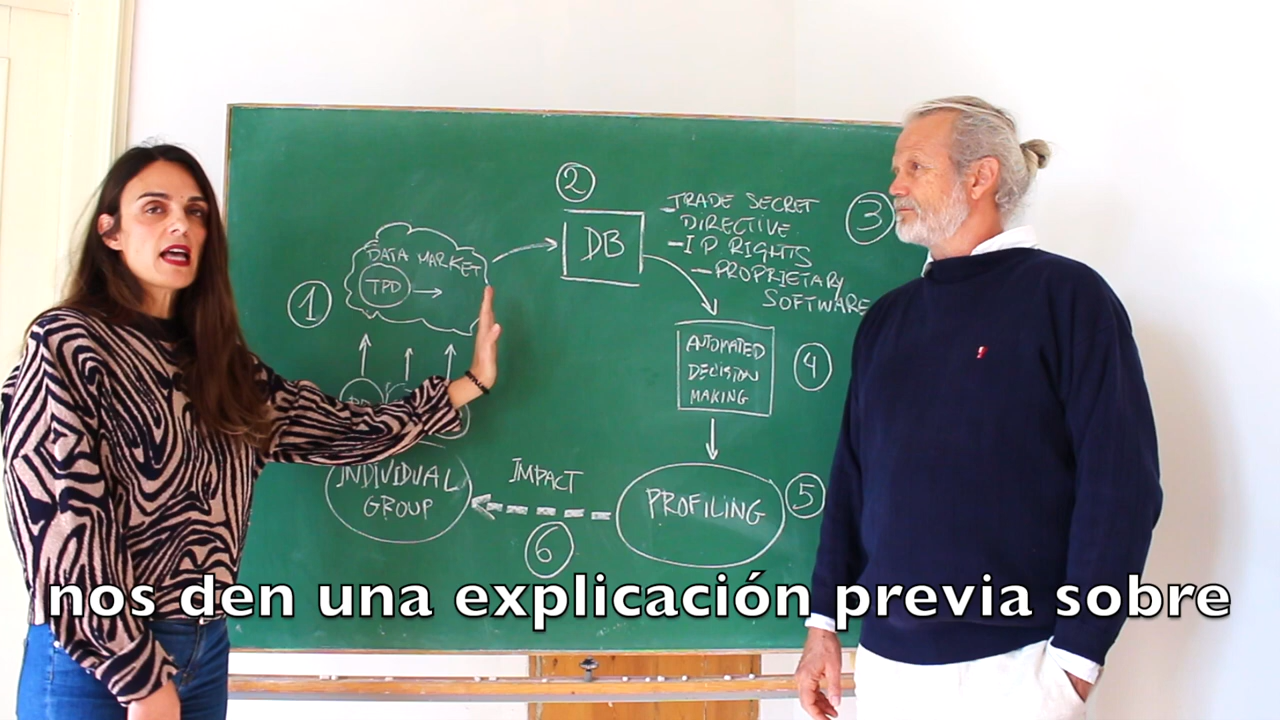 2
TRADE SECRET
DIRECTIVE
3
DB
- I P RIGHTS
DATA MARKET
- PROPRIETARY
TPD
1
SOFTWARE
AUTOMATED
DECISION
MAKING
4
INDIVIDUAL
GROUP
IMPACT
PROFILING
5
6
nos den una explicación previa sobre